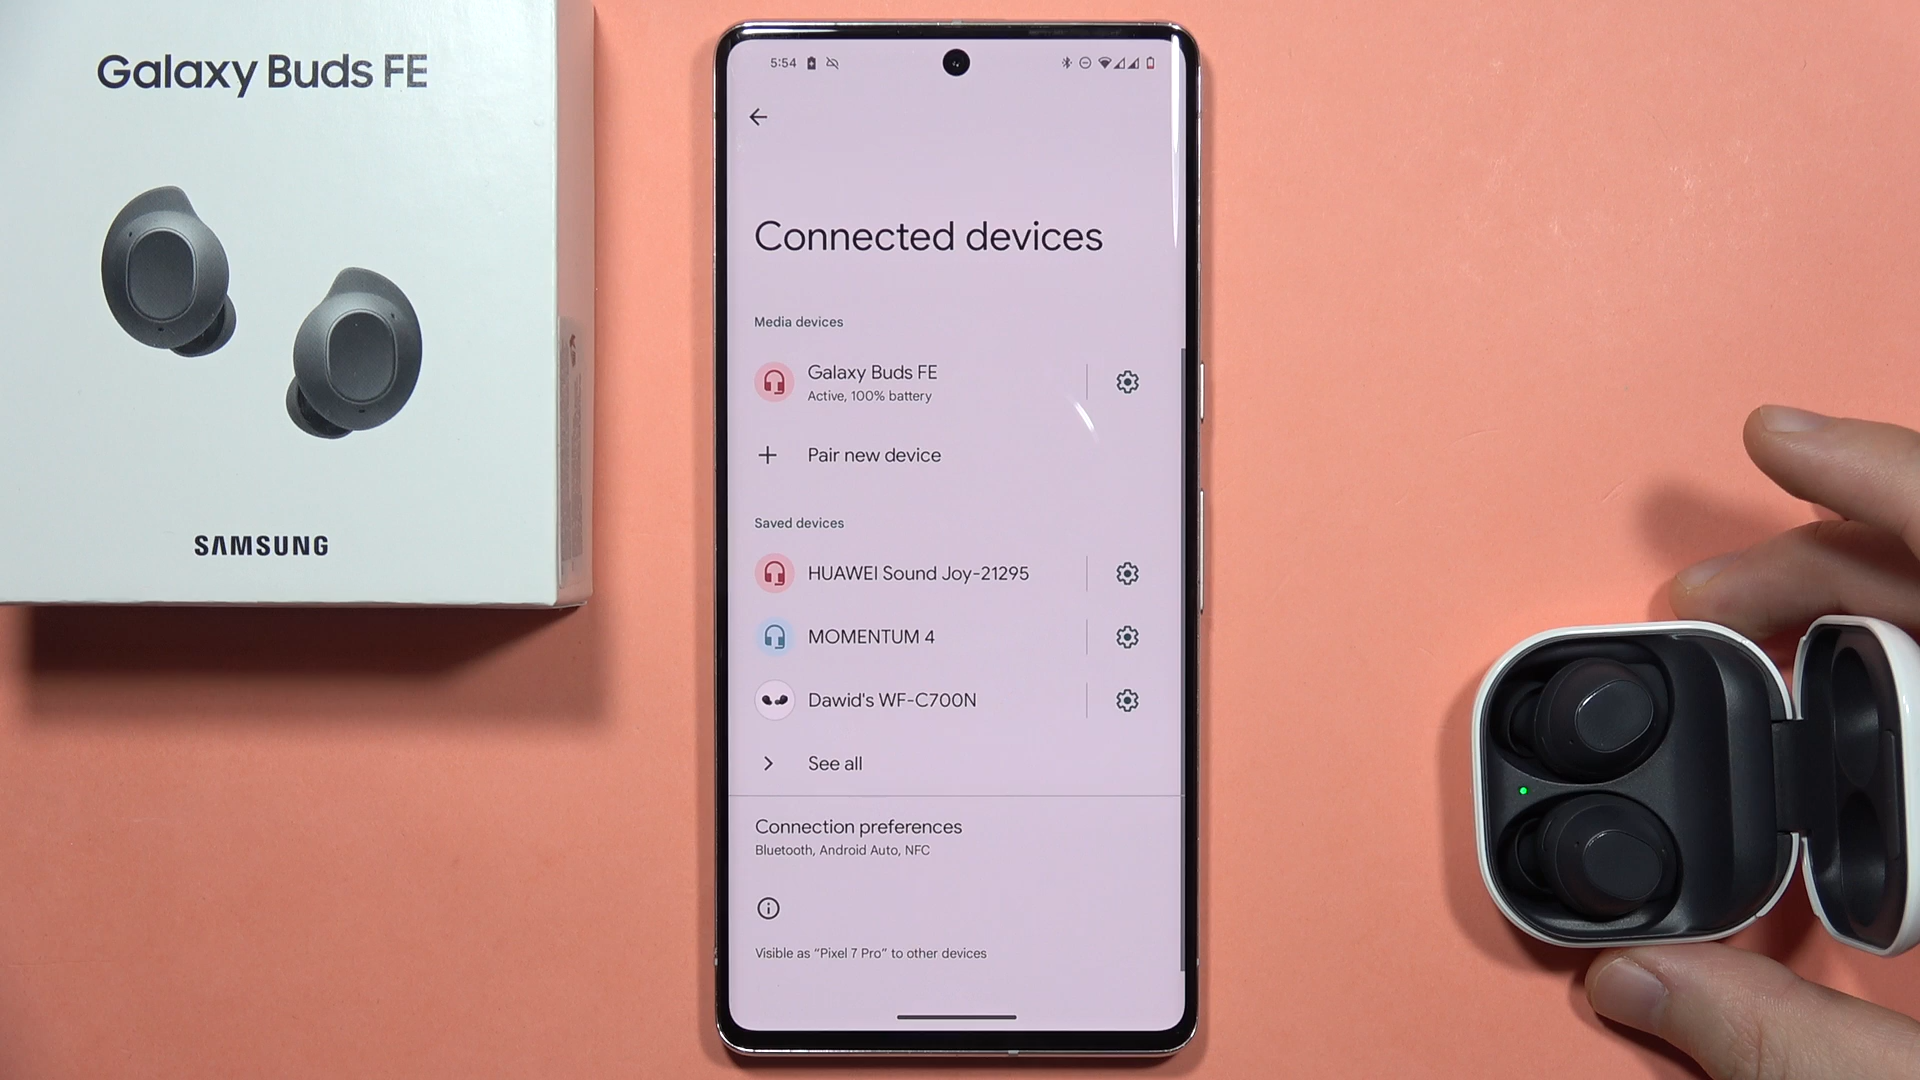 Galaxy Buds FE
SAMSUNG
5:54
Connected devices
Media devices
Galaxy Buds FE
Active, 100% battery
Pair new device
Saved devices
HUAWEI Sound Joy-21295
MOMENTUM 4
Dawid's WF-C700N
See all
Connection preferences
Bluetooth, Android Auto, NFC
Visible as “Pixel 7 Pro” to other devices